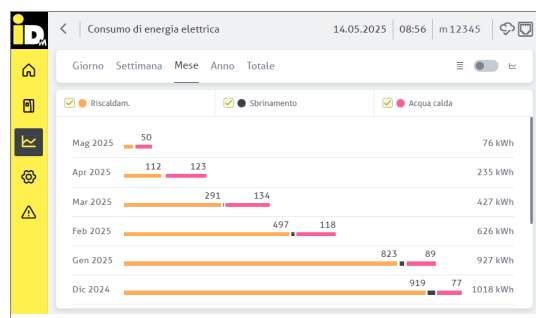 iDM
Consumo di energia elettrica 14.05.2025 08:56 m12345
Giorno Settimana Mese Anno Totale
Riscaldam. Sbrinamento Acqua calda
Mag 2025 50 76 kWh
Apr 2025 112 123 235 kWh
Mar 2025 291 134 427 kWh
Feb 2025 497 118 626 kWh
Gen 2025 823 89 927 kWh
Dic 2024 919 77 1018 kWh